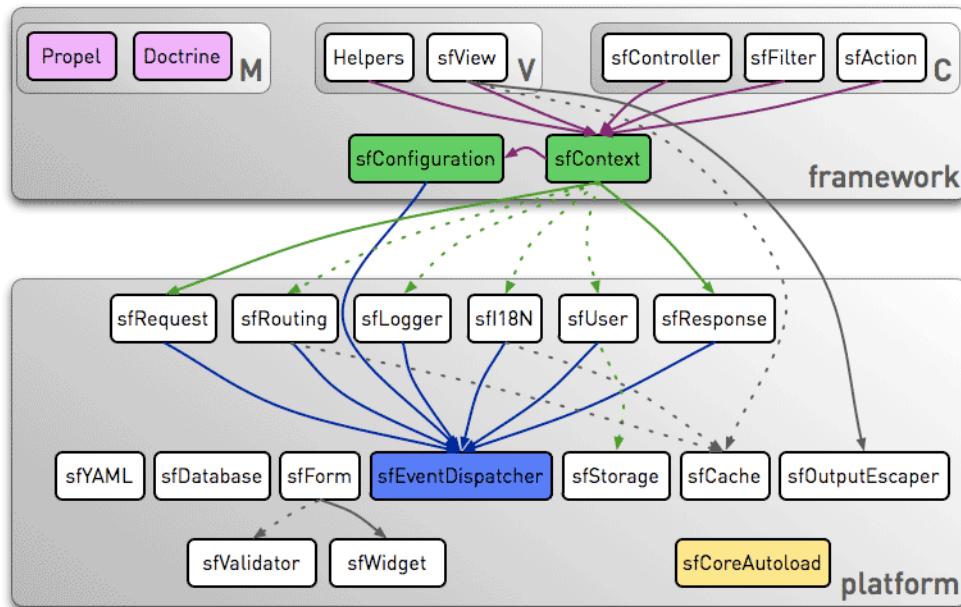 Propel
Doctrine
M
Helpers
sfView
V
sfController
sfFilter
sfAction
C
sfConfiguration
sfContext
framework
sfRequest
sfRouting
sfLogger
sfI18N
sfUser
sfResponse
sfYAML
sfDatabase
sfForm
sfEventDispatcher
sfStorage
sfCache
sfOutputEscaper
sfValidator
sfWidget
sfCoreAutoload
platform